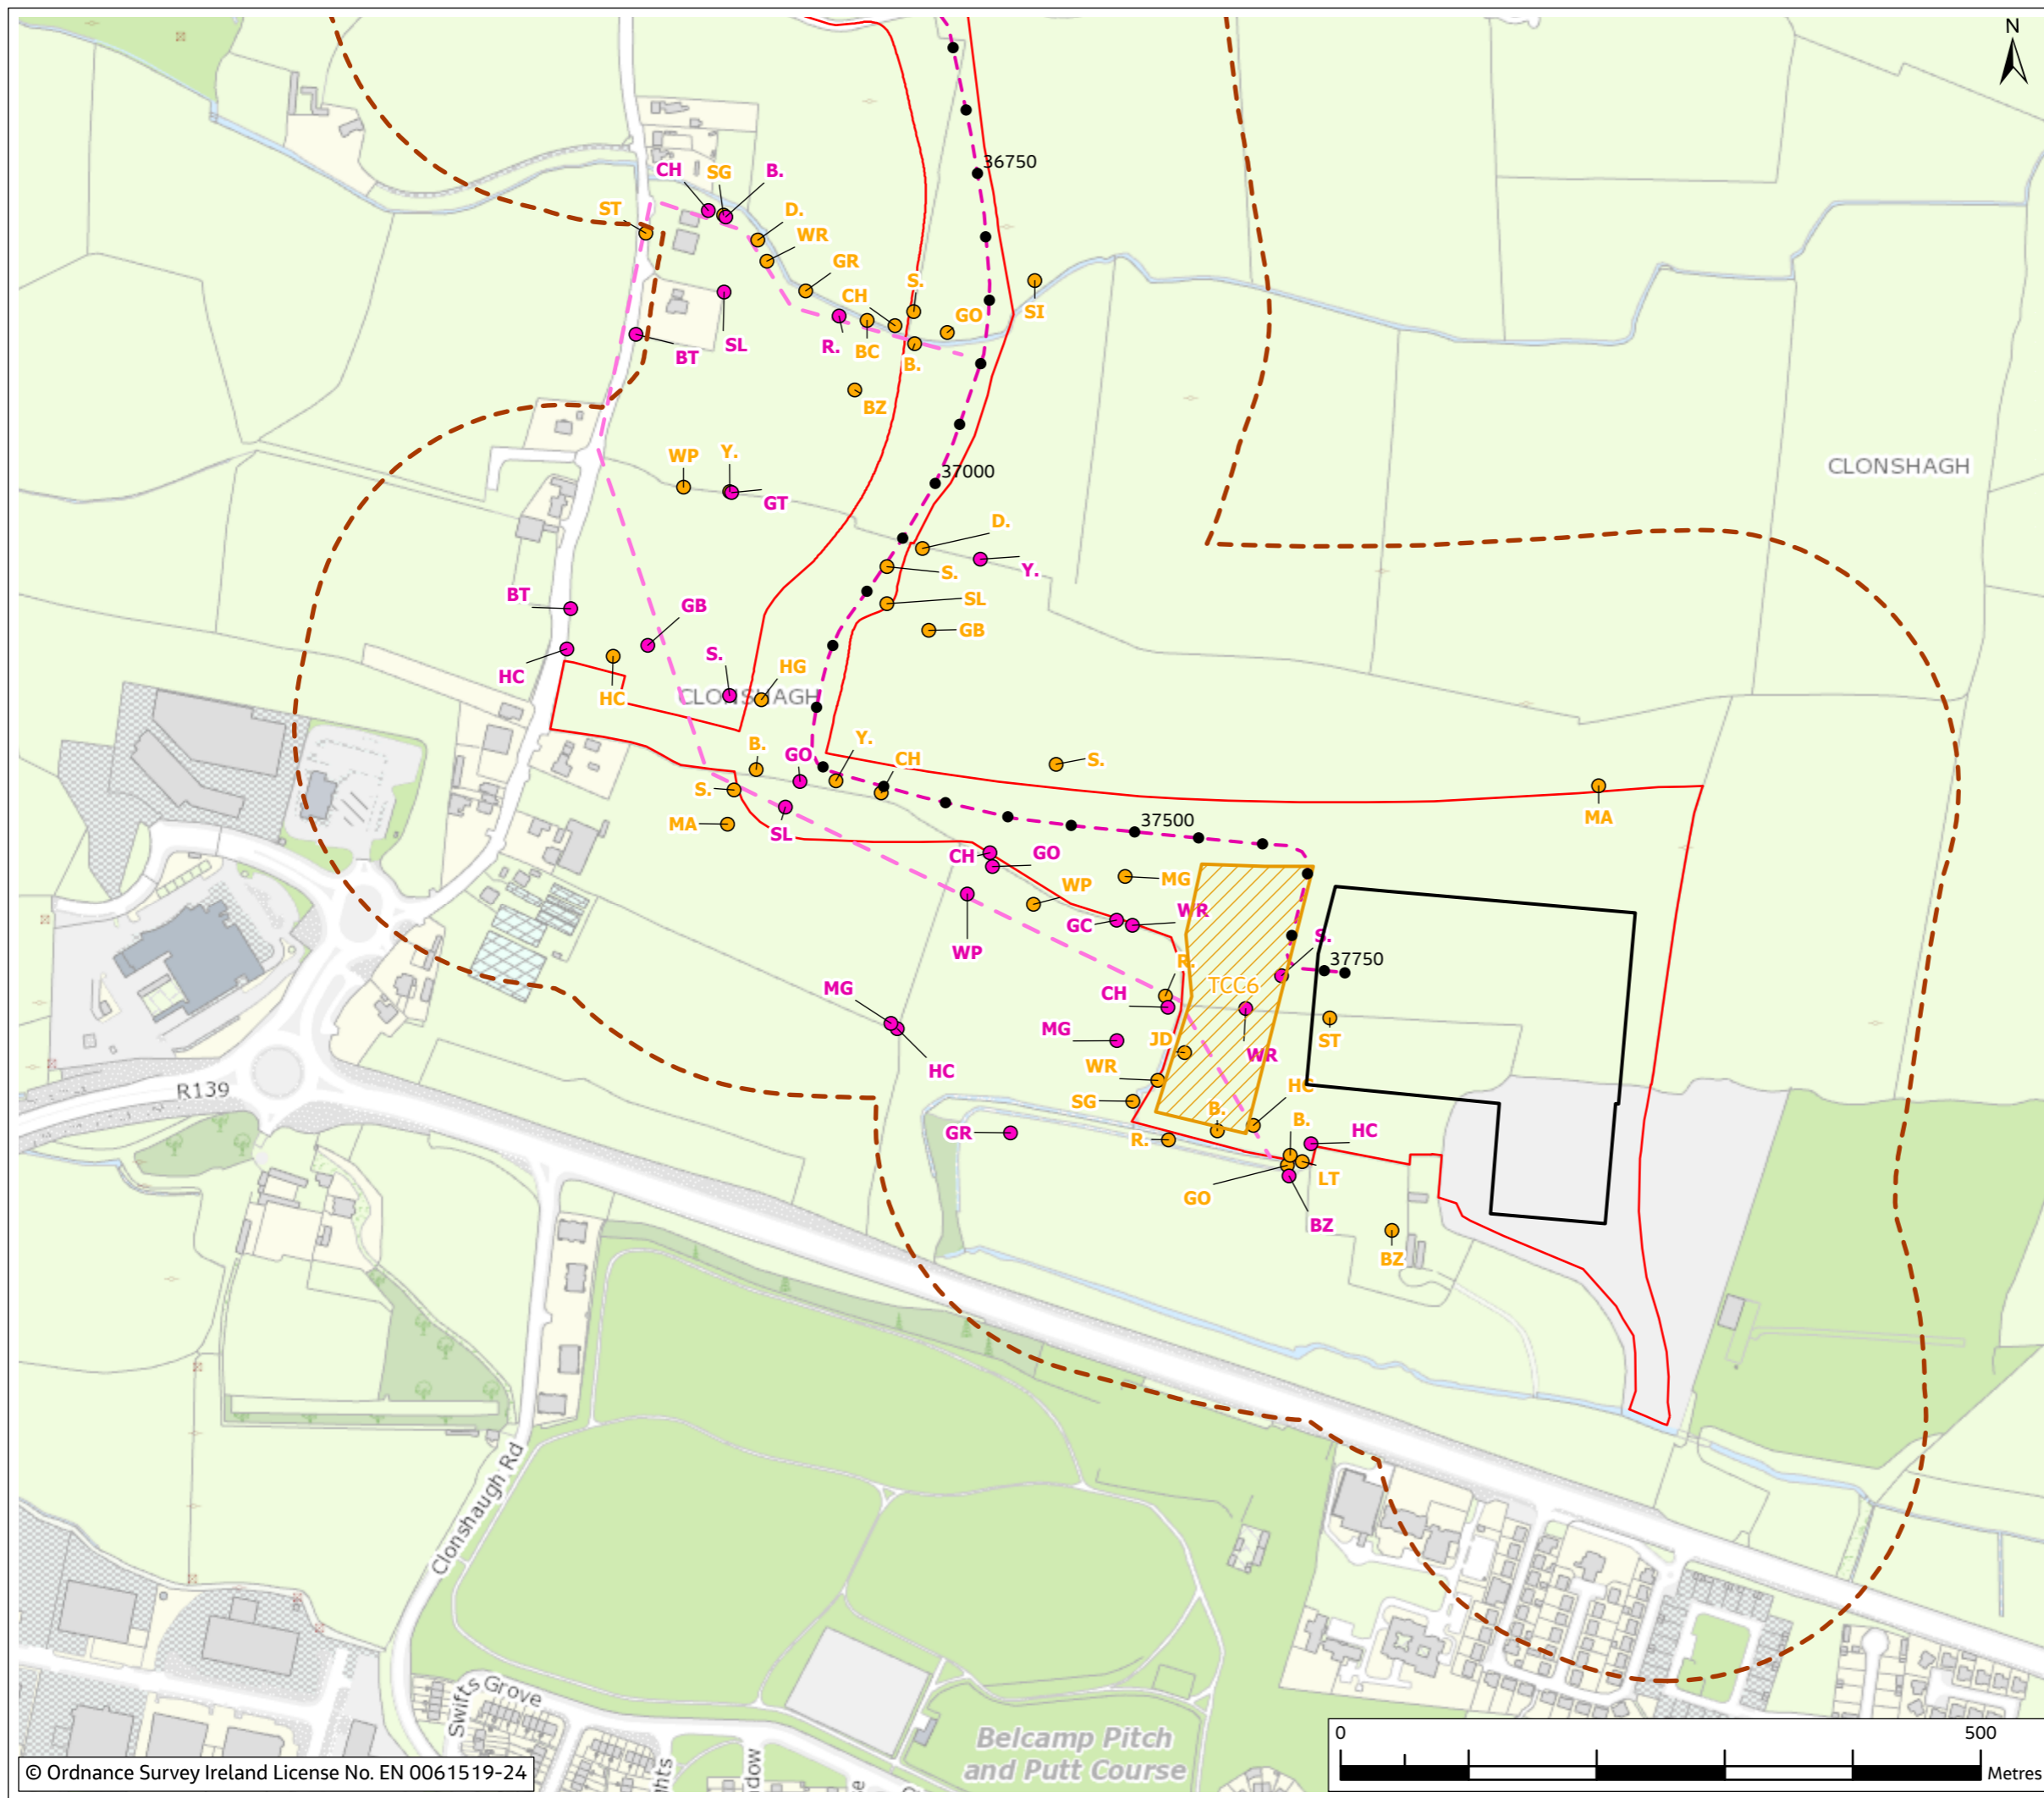 N
36750
CH
SG
B.
ST
D.
WR
GR
S.
CH
GO
SI
SL
R.
BC
B.
BT
BZ
WP
Y.
GT
37000
CLONSHAGH
D.
S.
Y.
SL
GB
BT
GB
HC
S.
HG
HC
CLONSHAGH
B.
GO
Y.
CH
S.
S.
MA
SL
MA
37500
CH
GO
MG
WP
GC
WR
S.
WP
37750
R.
TCC6
MG
CH
MG
JD
WR
ST
HC
WR
HC
SG
B.
B.
HC
GR
R.
LT
GO
BZ
BZ
R139
Clonshaugh Rd
Swifts Grove
Belcamp Pitch
and Putt Course
0
500
Metres
© Ordnance Survey Ireland License No. EN 0061519-24